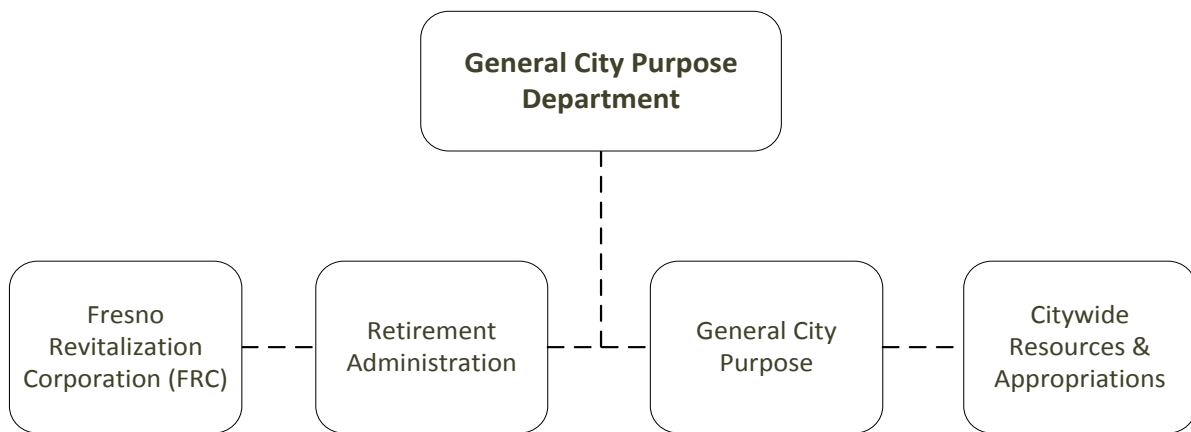 General City Purpose
Department
Fresno
Revitalization
Corporation (FRC)
Retirement
Administration
General City
Purpose
Citywide
Resources &
Appropriations